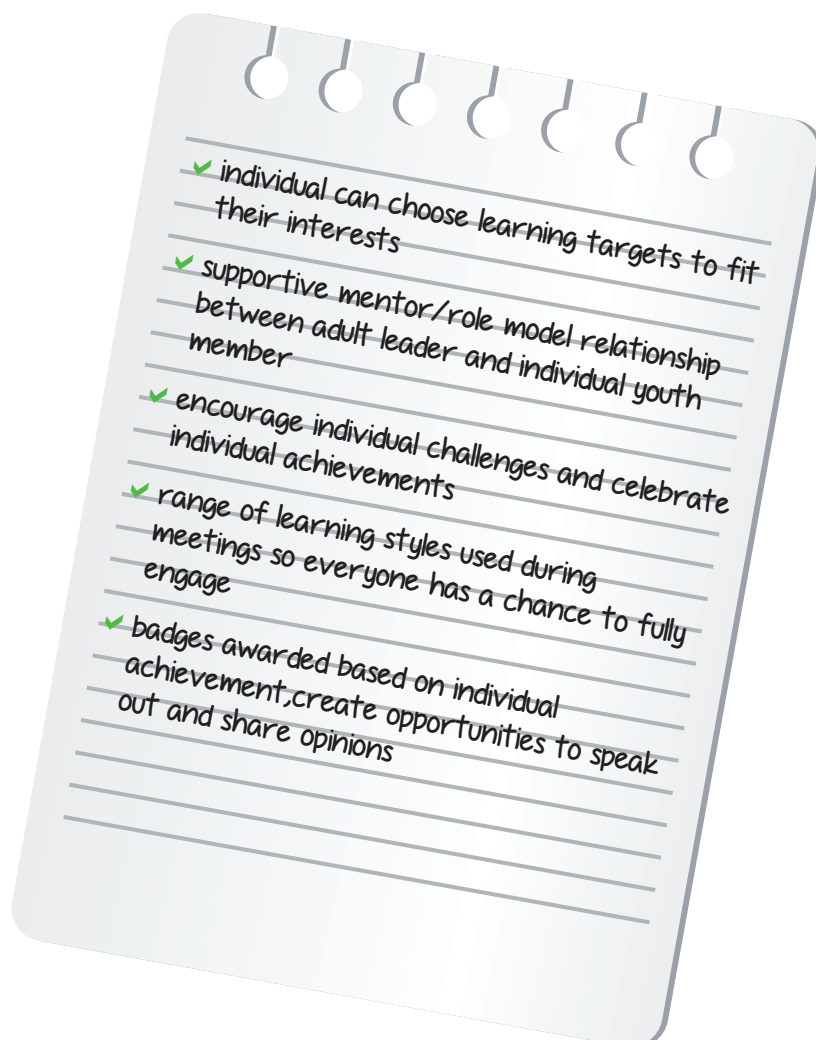 individual can choose learning targets to fit
their interests
supportive mentor/role model relationship
between adult leader and individual youth
member
encourage individual challenges and celebrate
individual achievements
range of learning styles used during
meetings so everyone has a chance to fully
engage
badges awarded based on individual
achievement,create opportunities to speak
out and share opinions